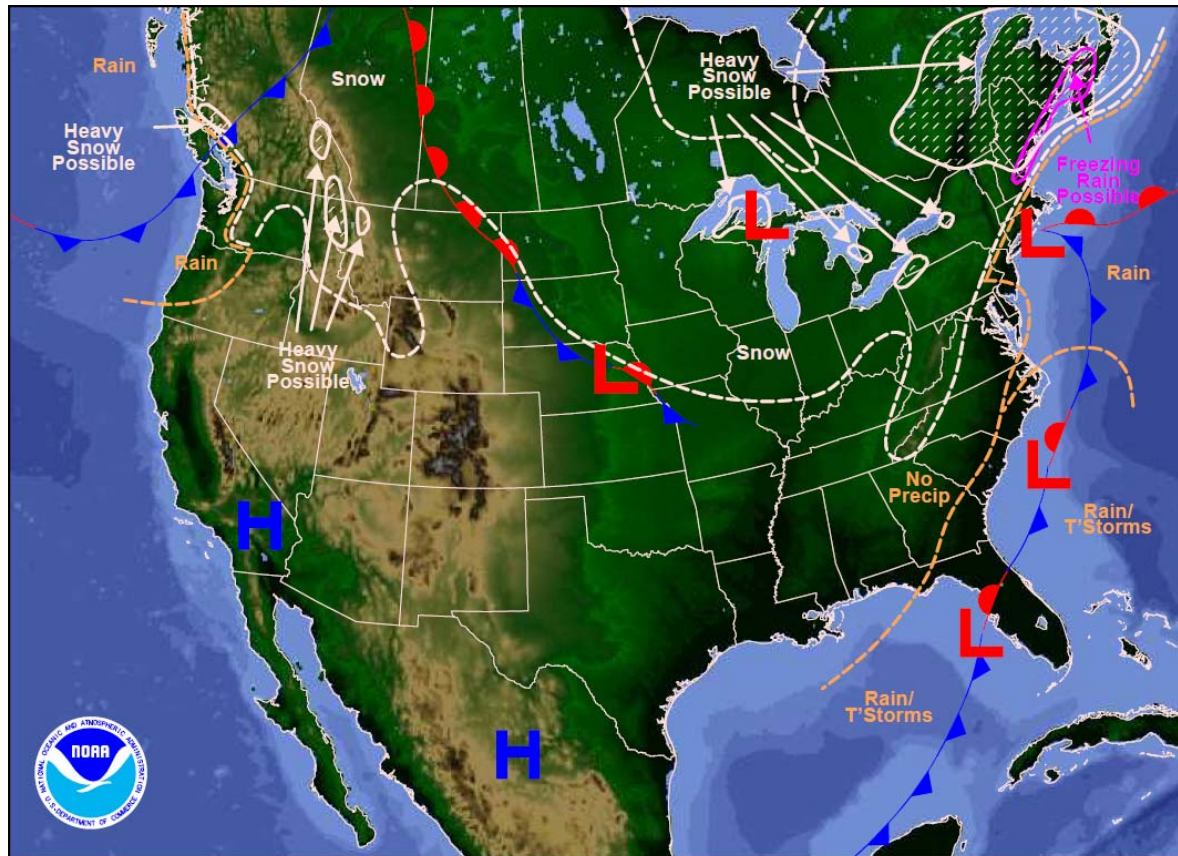 Rain
Heavy
Snow
Possible
Snow
Heavy
Snow
Possible
Freezing
Rain
Possible
L
L
Rain
Rain
Heavy
Snow
Possible
L
Snow
No
Precip
L
Rain/
T'Storms
H
L
Rain/
T'Storms
H
NATIONAL OCEANIC AND ATMOSPHERIC ADMINISTRATION
NOAA
U.S. DEPARTMENT OF COMMERCE